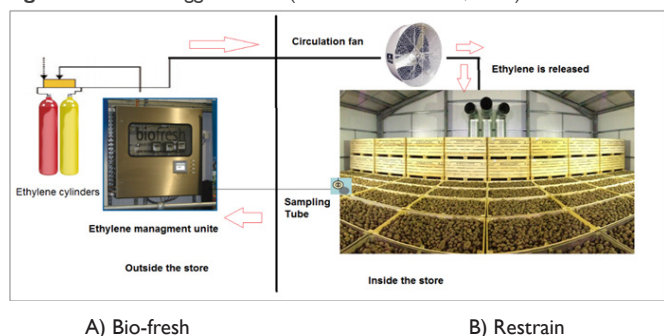 Circulation fan
Ethylene is released
biofresh
Ethylene cylinders
Sampling
Tube
Ethylene managment unite
Outside the store
Inside the store
A) Bio-fresh
B) Restrain